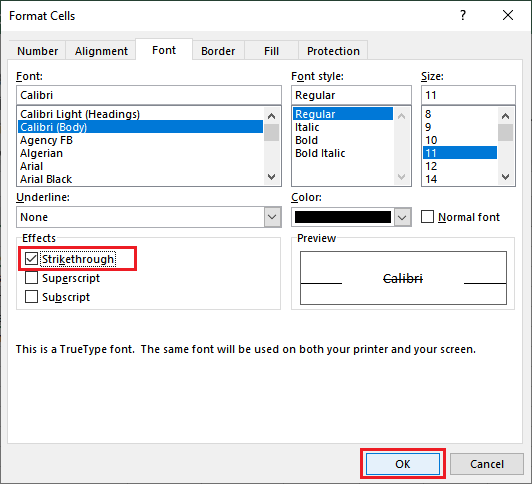 Format Cells
? ×
Number Alignment Font Border Fill Protection
Font: Font style: Size:
Calibri Regular 11
Calibri Light (Headings) Regular 8
Calibri (Body) Italic 9
Agency FB Bold 10
Algerian Bold Italic 11
Arial 12
Arial Black 14
Underline: Color:
None Normal font
Effects Preview
Strikethrough
Superscript Calibri
Subscript
This is a TrueType font. The same font will be used on both your printer and your screen.
OK Cancel